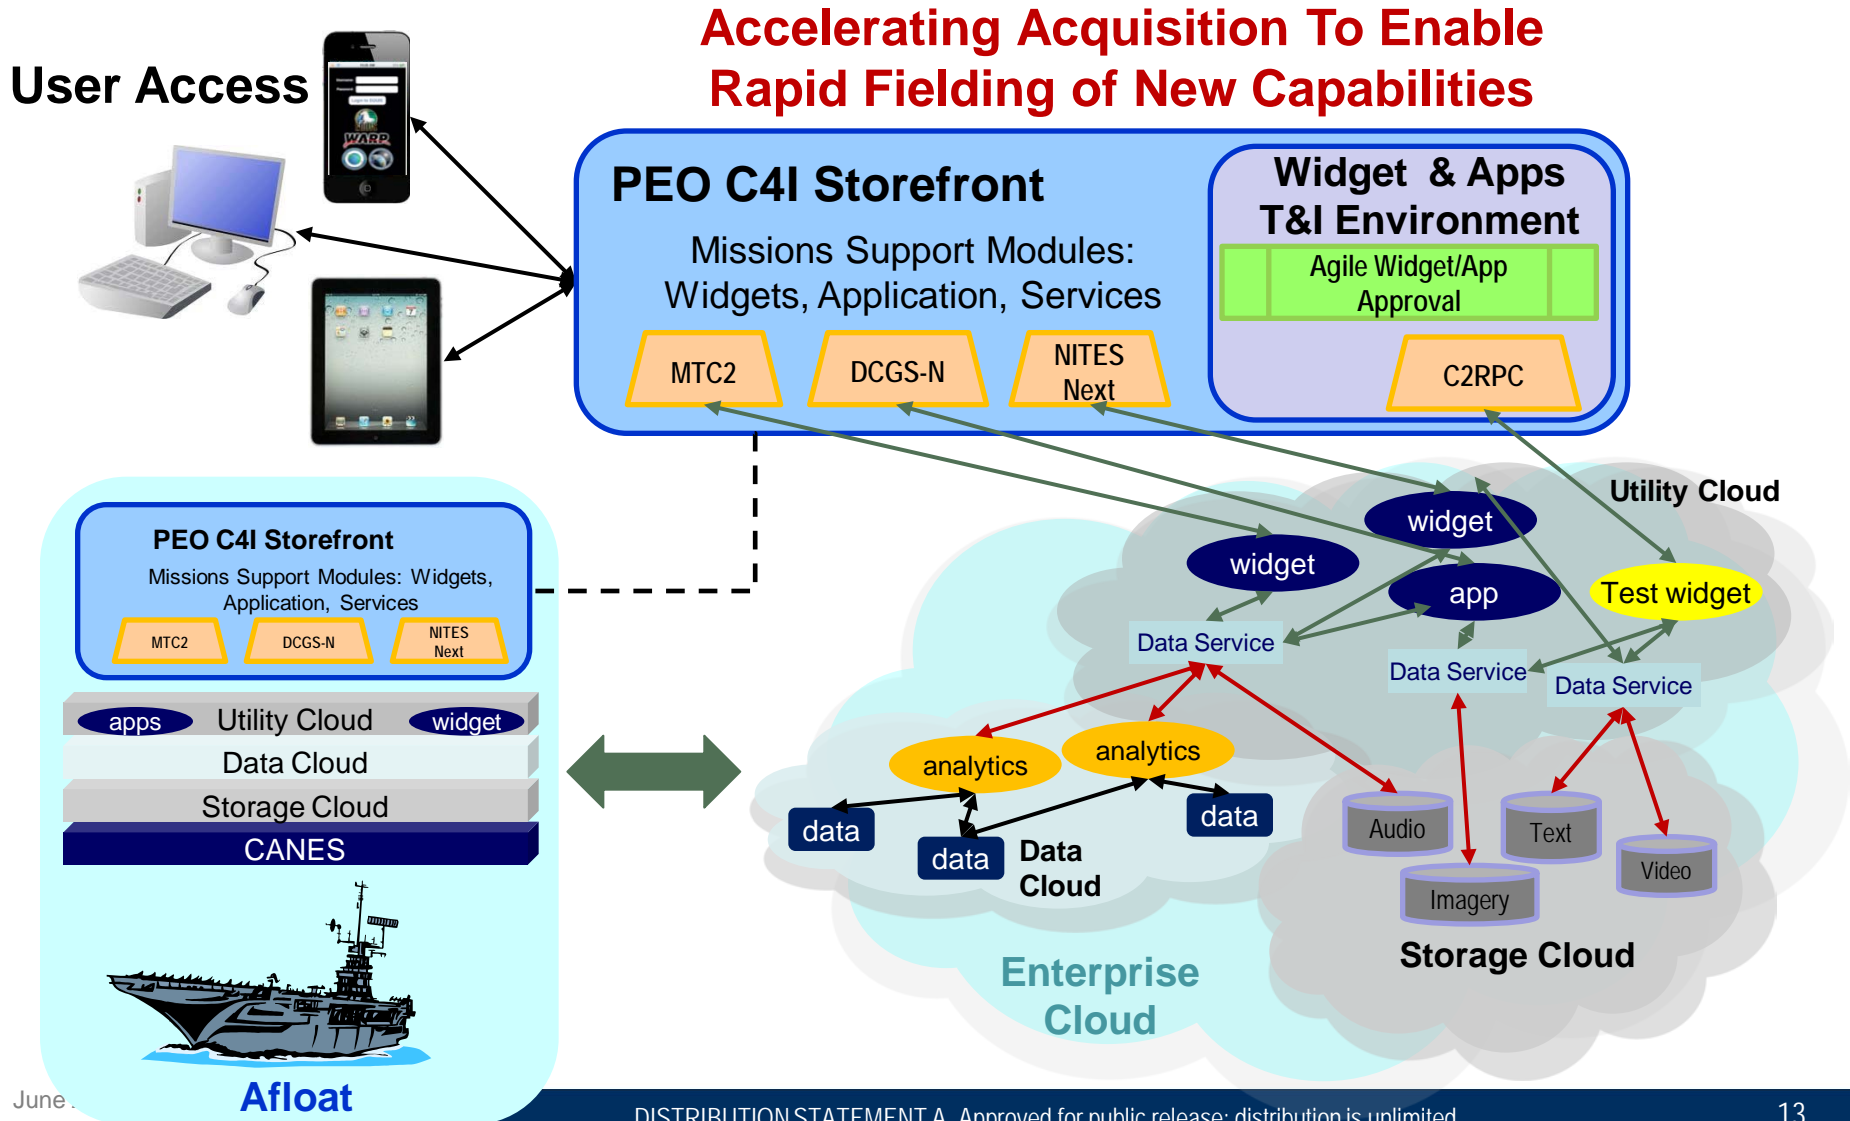 Accelerating Acquisition To Enable
Rapid Fielding of New Capabilities
User Access
WARP
PEO C4I Storefront
Missions Support Modules:
Widgets, Application, Services
MTC2
DCGS-N
NITES
Next
Widget & Apps
T&I Environment
Agile Widget/App
Approval
C2RPC
PEO C4I Storefront
Missions Support Modules: Widgets,
Application, Services
MTC2
DCGS-N
NITES
Next
apps
Utility Cloud
widget
Data Cloud
Storage Cloud
CANES
Afloat
Utility Cloud
widget
widget
app
Test widget
Data Service
Data Service
Data Service
analytics
analytics
data
data
data
Data
Cloud
Audio
Text
Imagery
Video
Storage Cloud
Enterprise
Cloud
June
DISTRIBUTION STATEMENT A. Approved for public release; distribution is unlimited
13